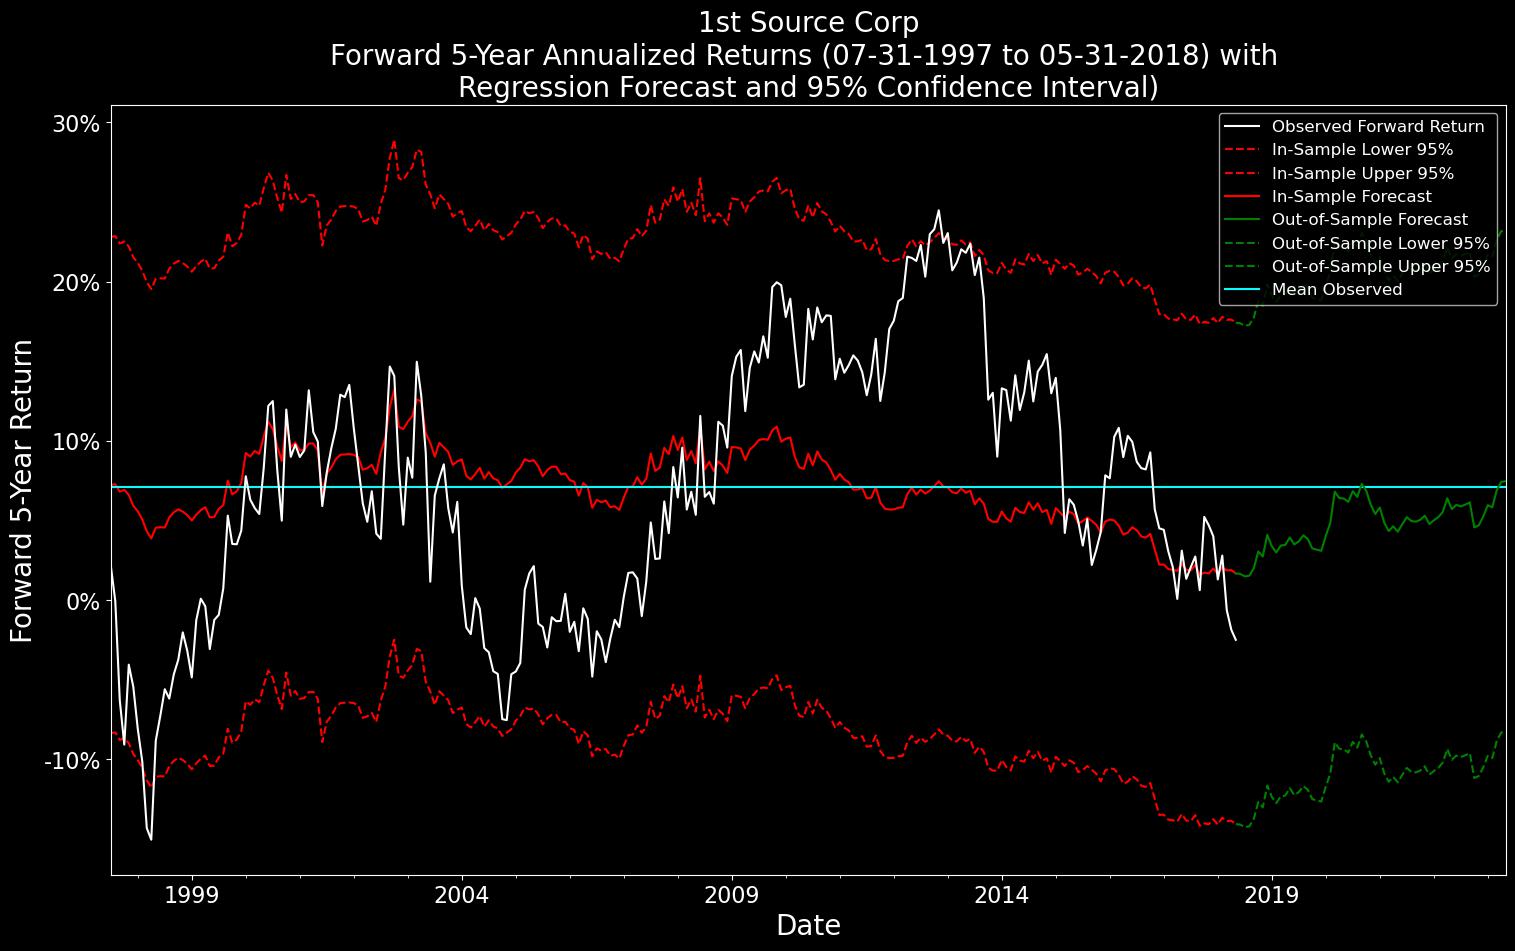 1st Source Corp
Forward 5-Year Annualized Returns (07-31-1997 to 05-31-2018) with
Regression Forecast and 95% Confidence Interval)
30%
20%
10%
0%
-10%
Forward 5-Year Return
Observed Forward Return
In-Sample Lower 95%
In-Sample Upper 95%
In-Sample Forecast
Out-of-Sample Forecast
Out-of-Sample Lower 95%
Out-of-Sample Upper 95%
Mean Observed
1999 2004 2009 2014 2019
Date